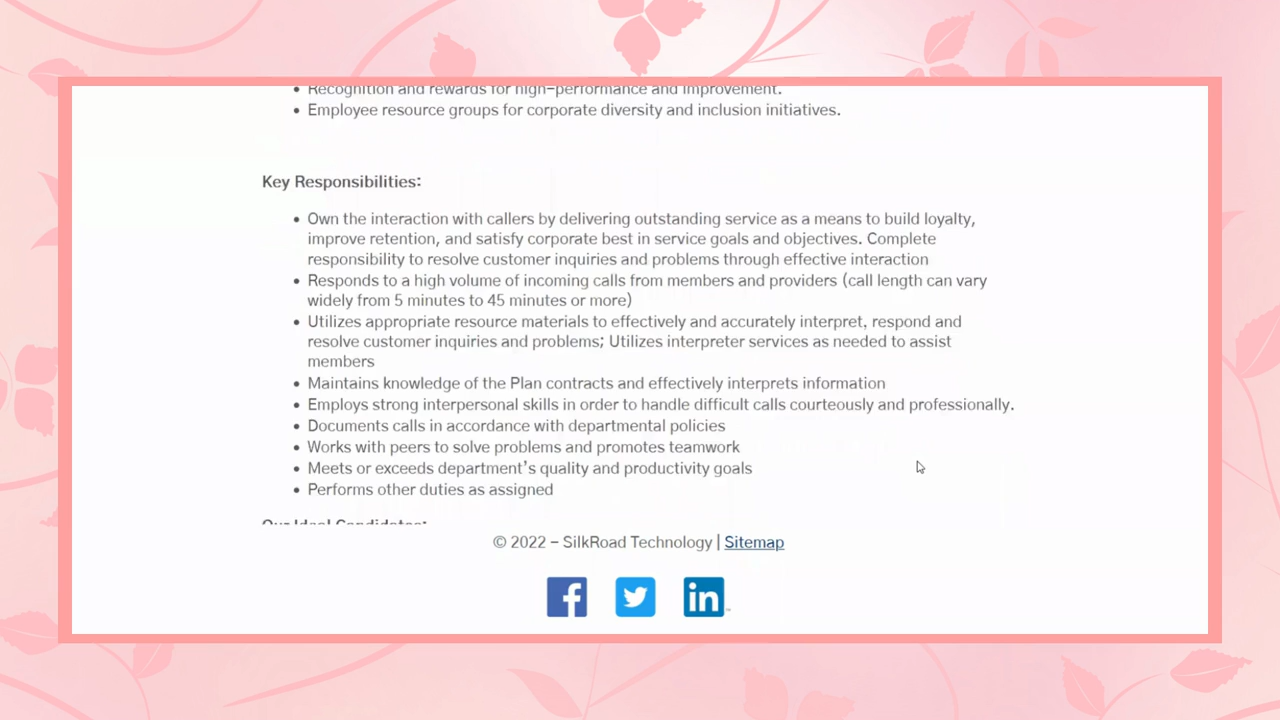 Recognition and rewards for high-performance and improvement.
Employee resource groups for corporate diversity and inclusion initiatives.
Key Responsibilities:
Own the interaction with callers by delivering outstanding service as a means to build loyalty,
improve retention, and satisfy corporate best in service goals and objectives. Complete
responsibility to resolve customer inquiries and problems through effective interaction
Responds to a high volume of incoming calls from members and providers (call length can vary
widely from 5 minutes to 45 minutes or more)
Utilizes appropriate resource materials to effectively and accurately interpret, respond and
resolve customer inquiries and problems; Utilizes interpreter services as needed to assist
members
Maintains knowledge of the Plan contracts and effectively interprets information
Employs strong interpersonal skills in order to handle difficult calls courteously and professionally.
Documents calls in accordance with departmental policies
Works with peers to solve problems and promotes teamwork
Meets or exceeds department's quality and productivity goals
Performs other duties as assigned
Our Ideal Candidates:
© 2022 – SilkRoad Technology | Sitemap
f in